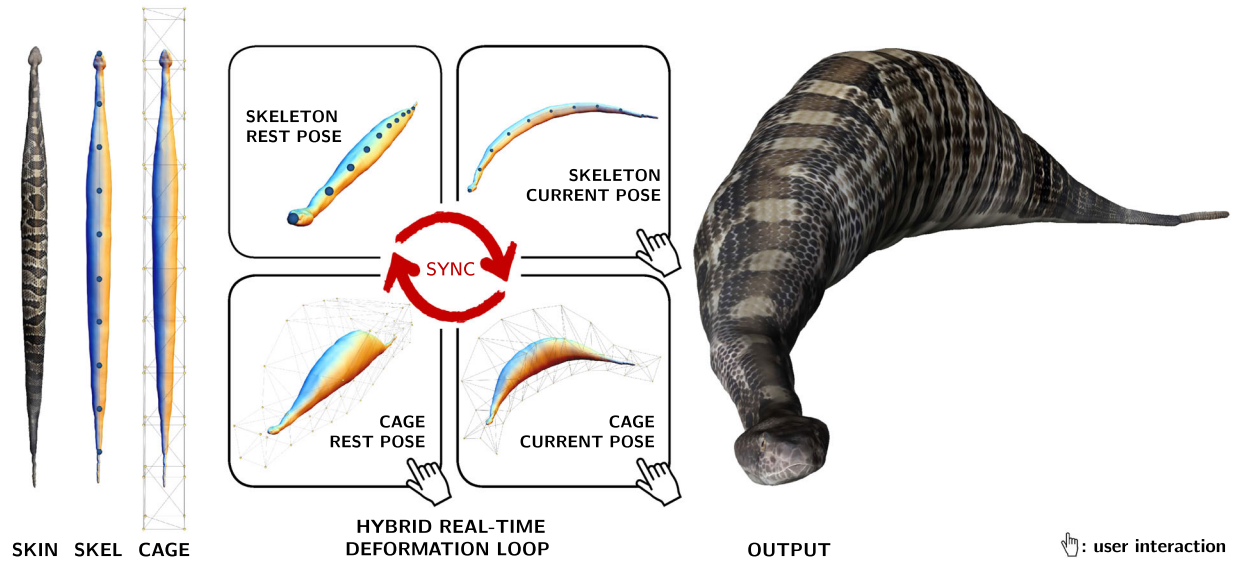 SKELETON
REST POSE
SKELETON
CURRENT POSE
SYNC
CAGE
REST POSE
CAGE
CURRENT POSE
SKIN SKEL CAGE
HYBRID REAL-TIME
DEFORMATION LOOP
OUTPUT
: user interaction